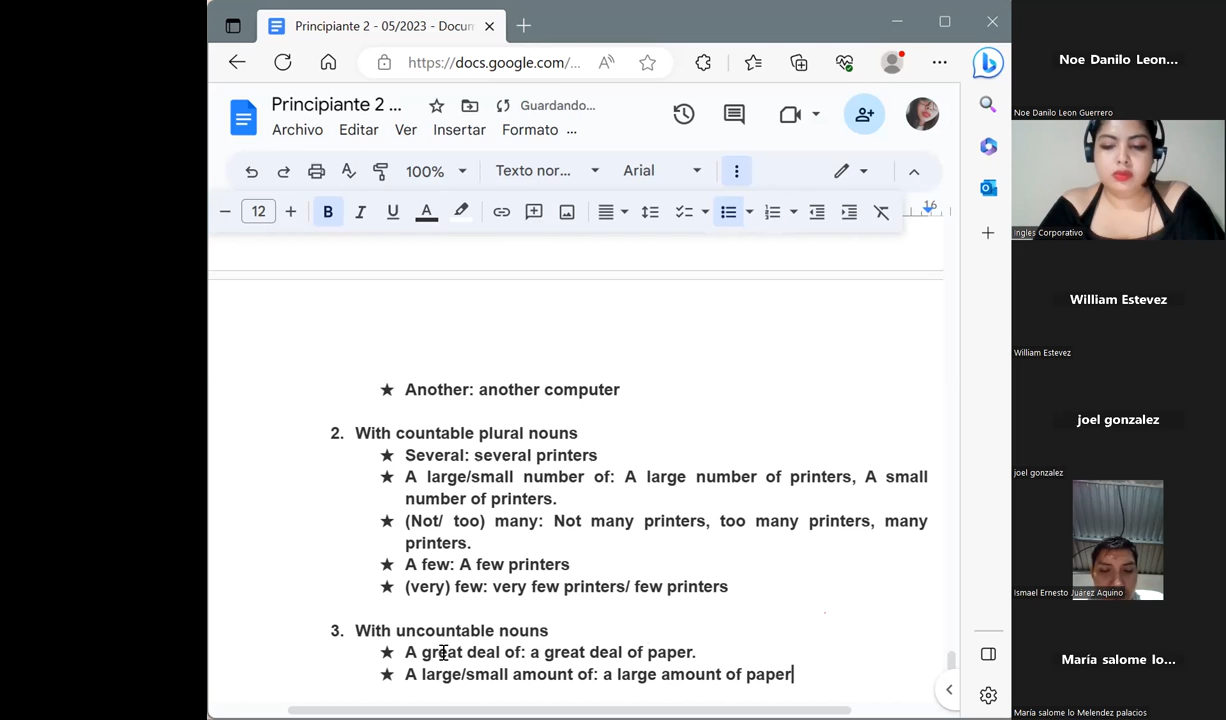 Principiante 2 - 05/2023 - Docum
https://docs.google.com/...
Principiante 2 ...
Guardando...
Archivo Editar Ver Insertar Formato ...
100% Texto nor... Arial
12 B I U A
16
★ Another: another computer
2. With countable plural nouns
★ Several: several printers
★ A large/small number of: A large number of printers, A small
number of printers.
★ (Not/ too) many: Not many printers, too many printers, many
printers.
★ A few: A few printers
★ (very) few: very few printers/ few printers
3. With uncountable nouns
★ A great deal of: a great deal of paper.
★ A large/small amount of: a large amount of paper
Noe Danilo Leon...
Noe Danilo Leon Guerrero
Ingles Corporativo
William Estevez
William Estevez
joel gonzalez
joel gonzalez
Ismael Ernesto Juárez Aquino
María salome lo...
María salome lo Melendez palacios